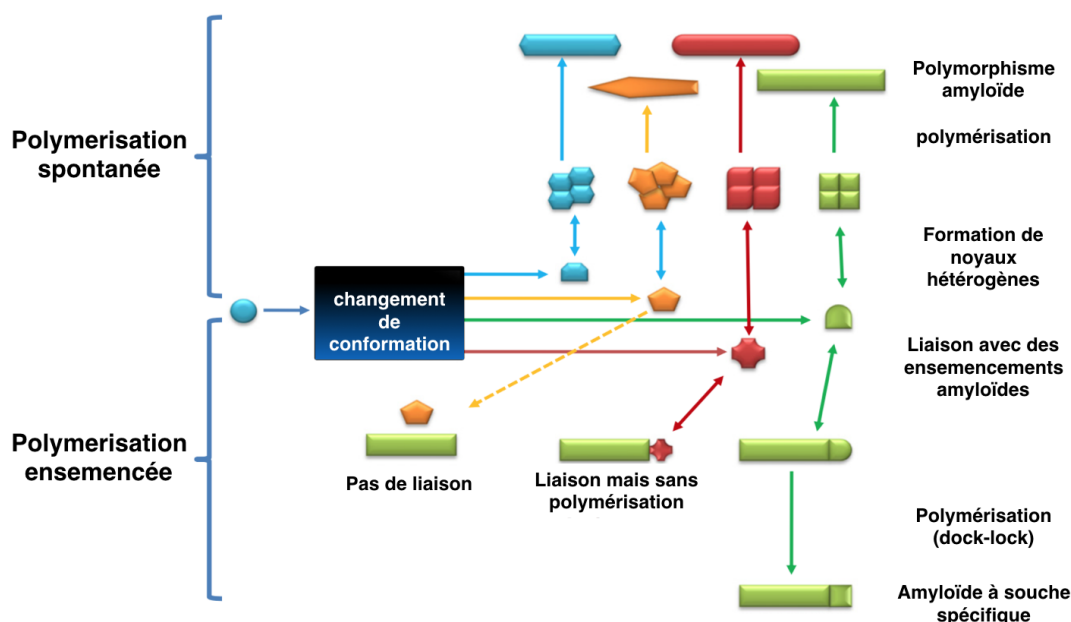 Polymerisation
spontanée
Polymorphisme
amyloïde
polymérisation
Formation de
noyaux
hétérogènes
changement
de
conformation
Liaison avec des
ensemencements
amyloïdes
Polymerisation
ensemencée
Pas de liaison
Liaison mais sans
polymérisation
Polymérisation
(dock-lock)
Amyloïde à souche
spécifique